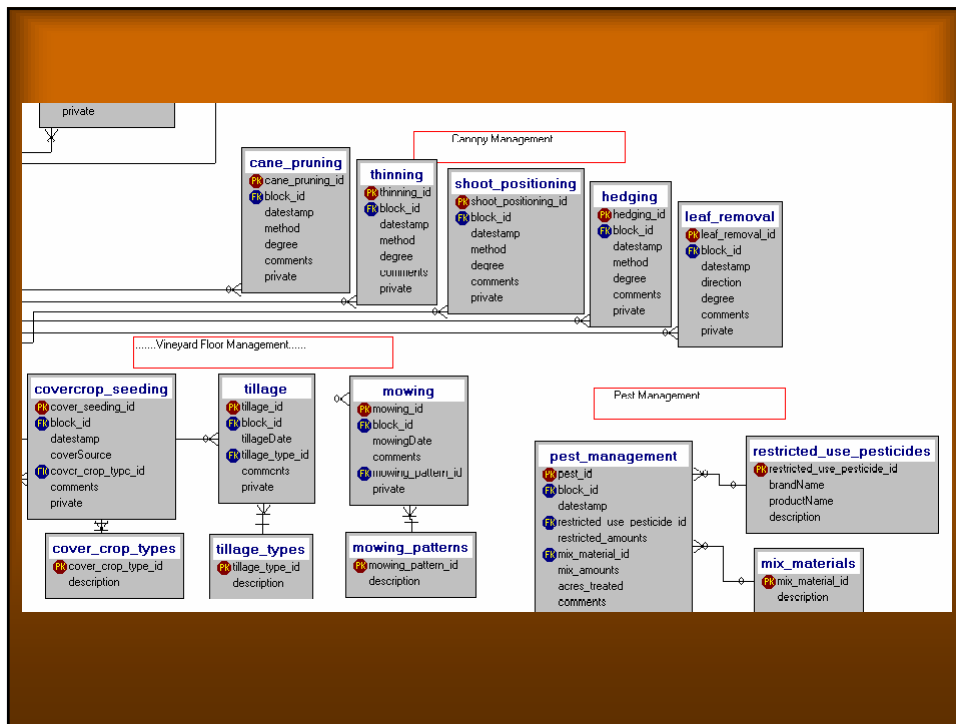 private
Canopy Management
cane_pruning
PK cane_pruning_id
FK block_id
datestamp
method
degree
comments
private
thinning
PK thinning_id
FK block_id
datestamp
method
degree
comments
private
shoot_positioning
PK shoot_positioning_id
FK block_id
datestamp
method
degree
comments
private
hedging
PK hedging_id
FK block_id
datestamp
method
degree
comments
private
leaf_removal
PK leaf_removal_id
FK block_id
datestamp
direction
degree
comments
private
.......Vineyard Floor Management......
covercrop_seeding
PK cover_seeding_id
FK block_id
datestamp
coverSource
FK cover_crop_type_id
comments
private
tillage
PK tillage_id
FK block_id
tillageDate
FK tillage_type_id
comments
private
mowing
PK mowing_id
FK block_id
mowingDate
comments
FK mowing_pattern_id
private
cover_crop_types
PK cover_crop_type_id
description
tillage_types
PK tillage_type_id
description
mowing_patterns
PK mowing_pattern_id
description
Pest Management
pest_management
PK pest_id
FK block_id
datestamp
FK restricted_use_pesticide_id
restricted_amounts
FK mix_material_id
mix_amounts
acres_treated
comments
restricted_use_pesticides
PK restricted_use_pesticide_id
brandName
productName
description
mix_materials
PK mix_material_id
description